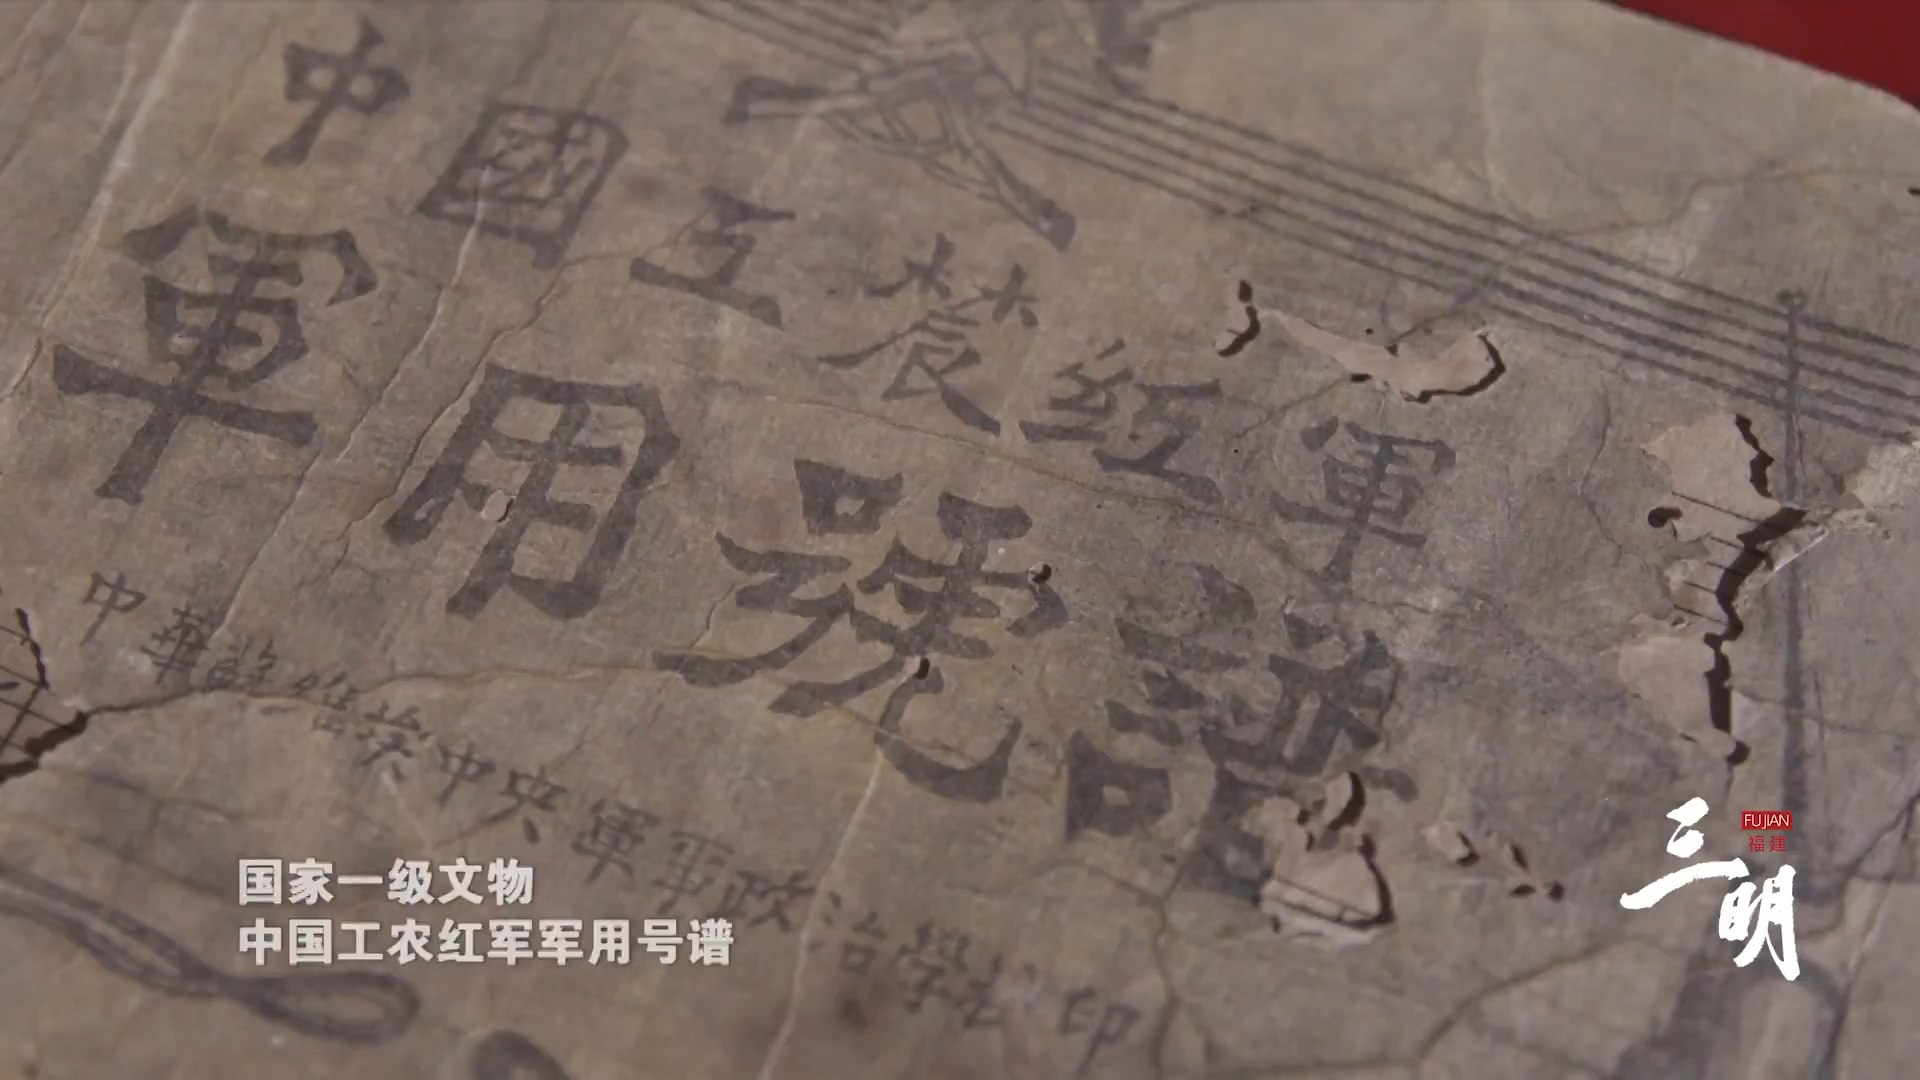 中國工農紅軍
軍用號譜
中華蘇維埃中央軍事政治學校印
国家一级文物
中国工农红军军用号谱
FUJIAN
福建
三明